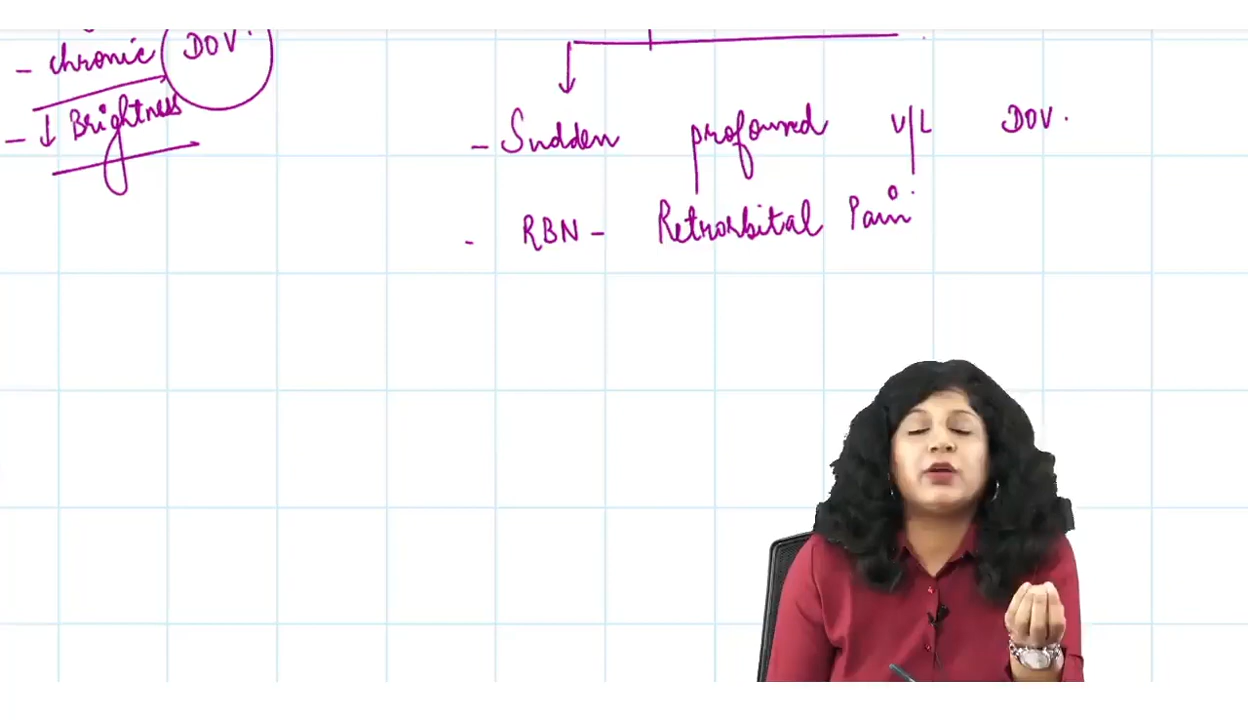 - chronic DOV.
- ↓ Brightness
- Sudden profound U/L DOV.
- RBN - Retrorbital Pain